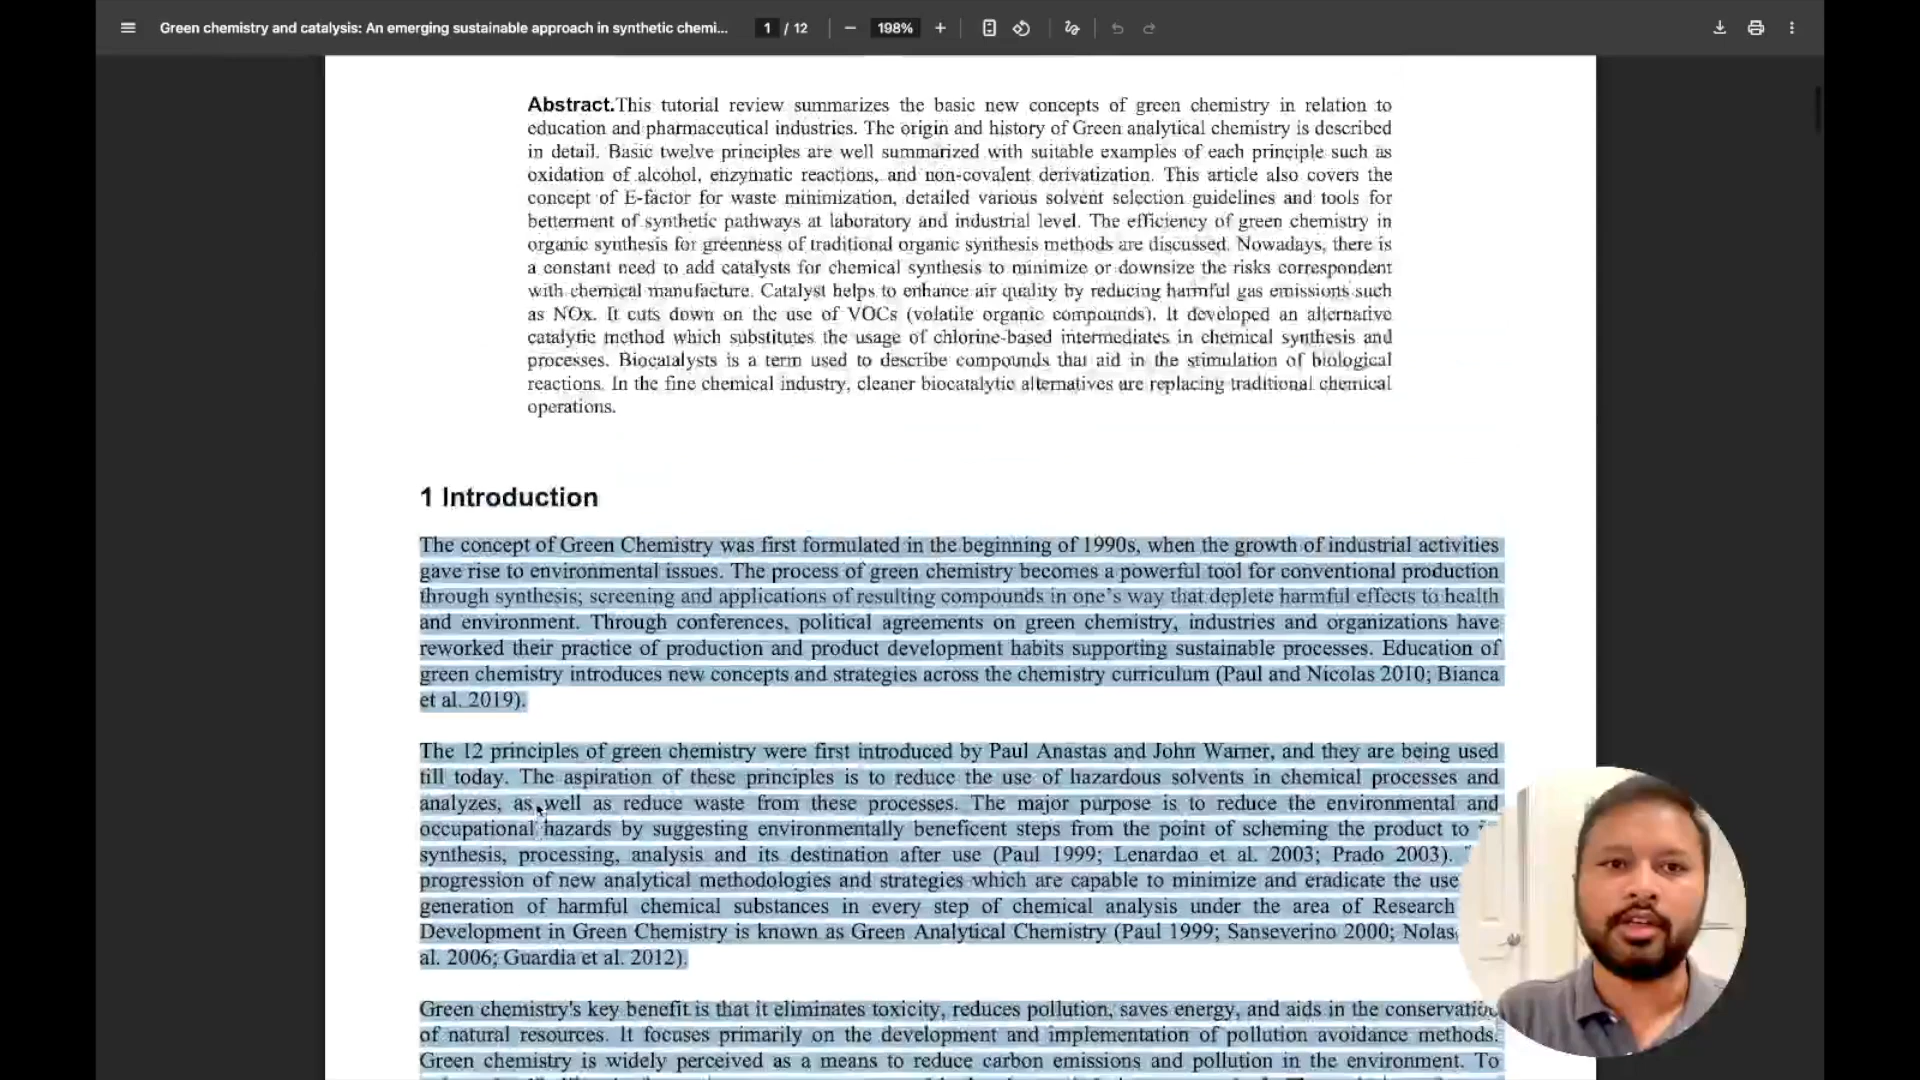 Green chemistry and catalysis: An emerging sustainable approach in synthetic chemi...
1 / 12
198%
Abstract.This tutorial review summarizes the basic new concepts of green chemistry in relation to
education and pharmaceutical industries. The origin and history of Green analytical chemistry is described
in detail. Basic twelve principles are well summarized with suitable examples of each principle such as
oxidation of alcohol, enzymatic reactions, and non-covalent derivatization. This article also covers the
concept of E-factor for waste minimization, detailed various solvent selection guidelines and tools for
betterment of synthetic pathways at laboratory and industrial level. The efficiency of green chemistry in
organic synthesis for greenness of traditional organic synthesis methods are discussed. Nowadays, there is
a constant need to add catalysts for chemical synthesis to minimize or downsize the risks correspondent
with chemical manufacture. Catalyst helps to enhance air quality by reducing harmful gas emissions such
as NOx. It cuts down on the use of VOCs (volatile organic compounds). It developed an alternative
catalytic method which substitutes the usage of chlorine-based intermediates in chemical synthesis and
processes. Biocatalysts is a term used to describe compounds that aid in the stimulation of biological
reactions. In the fine chemical industry, cleaner biocatalytic alternatives are replacing traditional chemical
operations.
1 Introduction
The concept of Green Chemistry was first formulated in the beginning of 1990s, when the growth of industrial activities
gave rise to environmental issues. The process of green chemistry becomes a powerful tool for conventional production
through synthesis; screening and applications of resulting compounds in one's way that deplete harmful effects to health
and environment. Through conferences, political agreements on green chemistry, industries and organizations have
reworked their practice of production and product development habits supporting sustainable processes. Education of
green chemistry introduces new concepts and strategies across the chemistry curriculum (Paul and Nicolas 2010; Bianca
et al. 2019).
The 12 principles of green chemistry were first introduced by Paul Anastas and John Warner, and they are being used
till today. The aspiration of these principles is to reduce the use of hazardous solvents in chemical processes and
analyzes, as well as reduce waste from these processes. The major purpose is to reduce the environmental and
occupational hazards by suggesting environmentally beneficent steps from the point of scheming the product to
synthesis, processing, analysis and its destination after use (Paul 1999; Lenardao et al. 2003; Prado 2003).
progression of new analytical methodologies and strategies which are capable to minimize and eradicate the use
generation of harmful chemical substances in every step of chemical analysis under the area of Research
Development in Green Chemistry is known as Green Analytical Chemistry (Paul 1999; Sanseverino 2000; Nolas
al. 2006; Guardia et al. 2012).
Green chemistry's key benefit is that it eliminates toxicity, reduces pollution, saves energy, and aids in the conservation
of natural resources. It focuses primarily on the development and implementation of pollution avoidance methods.
Green chemistry is widely perceived as a means to reduce carbon emissions and pollution in the environment. To